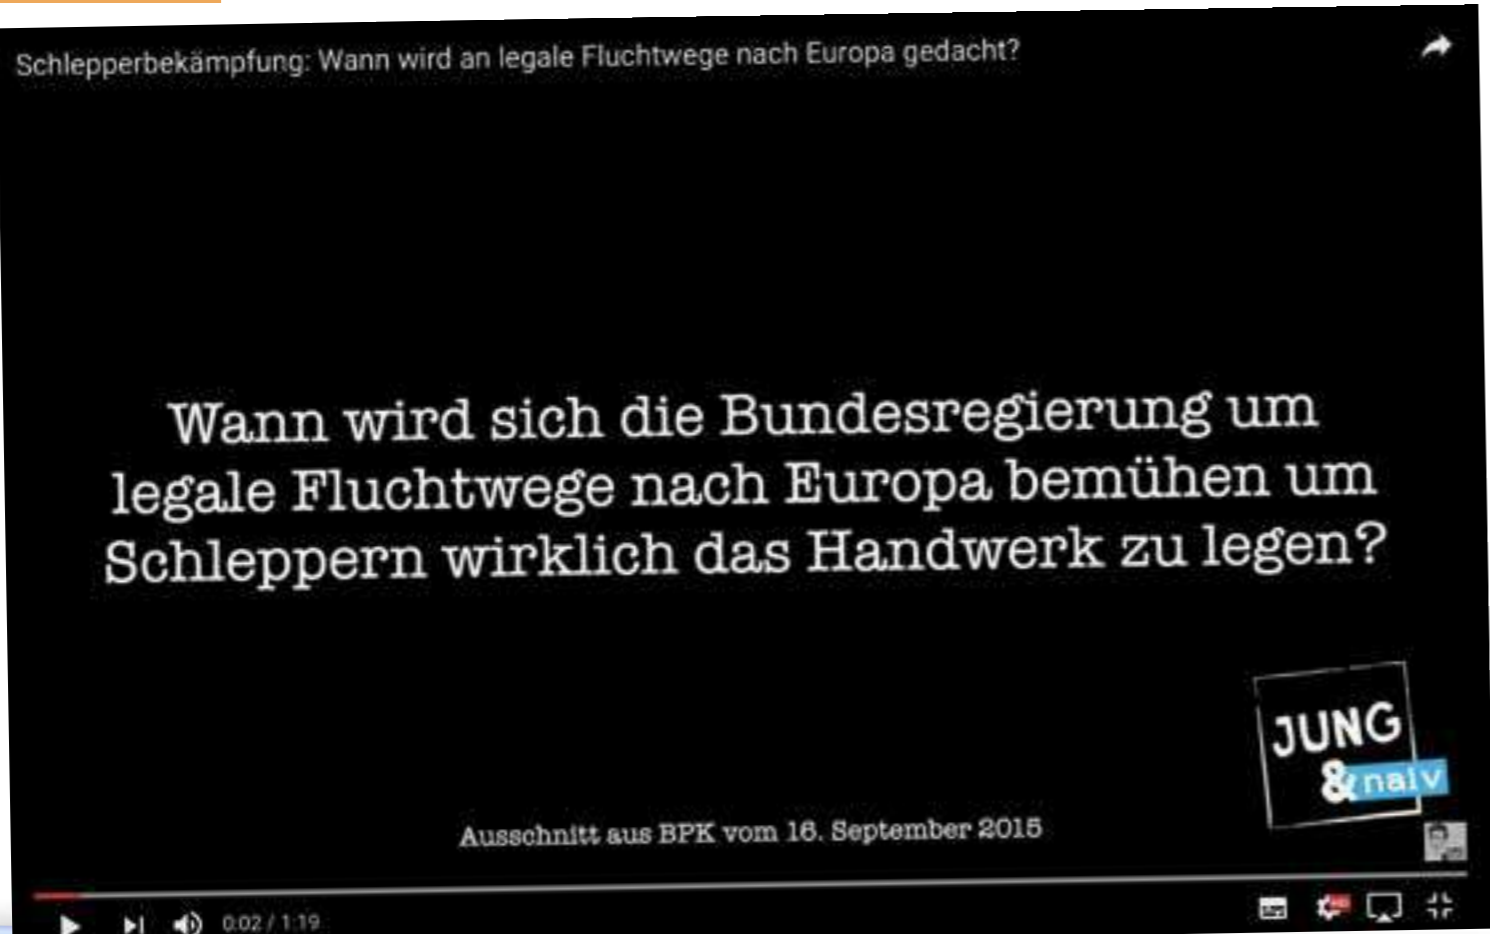 Schlepperbekämpfung: Wann wird an legale Fluchtwege nach Europa gedacht?
Wann wird sich die Bundesregierung um
legale Fluchtwege nach Europa bemühen um
Schleppern wirklich das Handwerk zu legen?
JUNG
& naiv
Ausschnitt aus BPK vom 16. September 2015
0:02 / 1:19